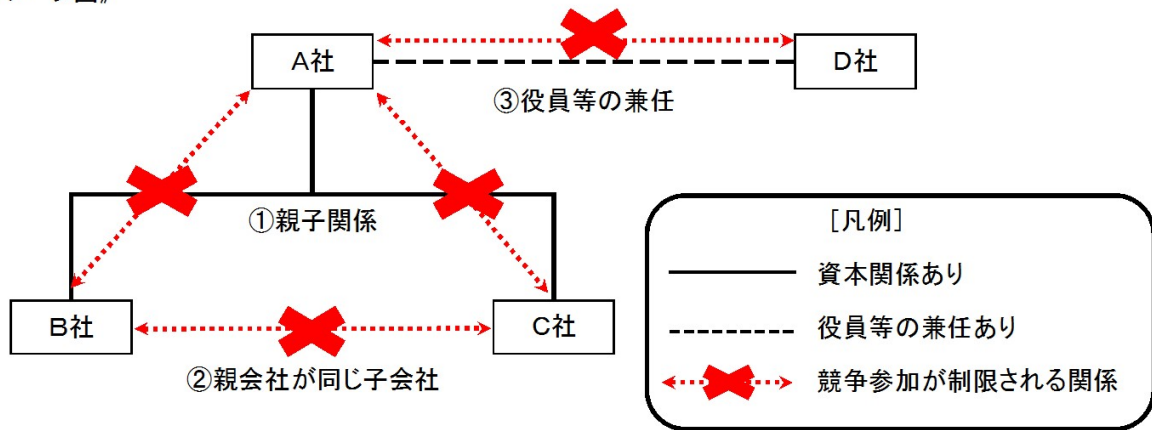 A社
D社
③役員等の兼任
①親子関係
B社
C社
②親会社が同じ子会社
[凡例]
資本関係あり
役員等の兼任あり
競争参加が制限される関係